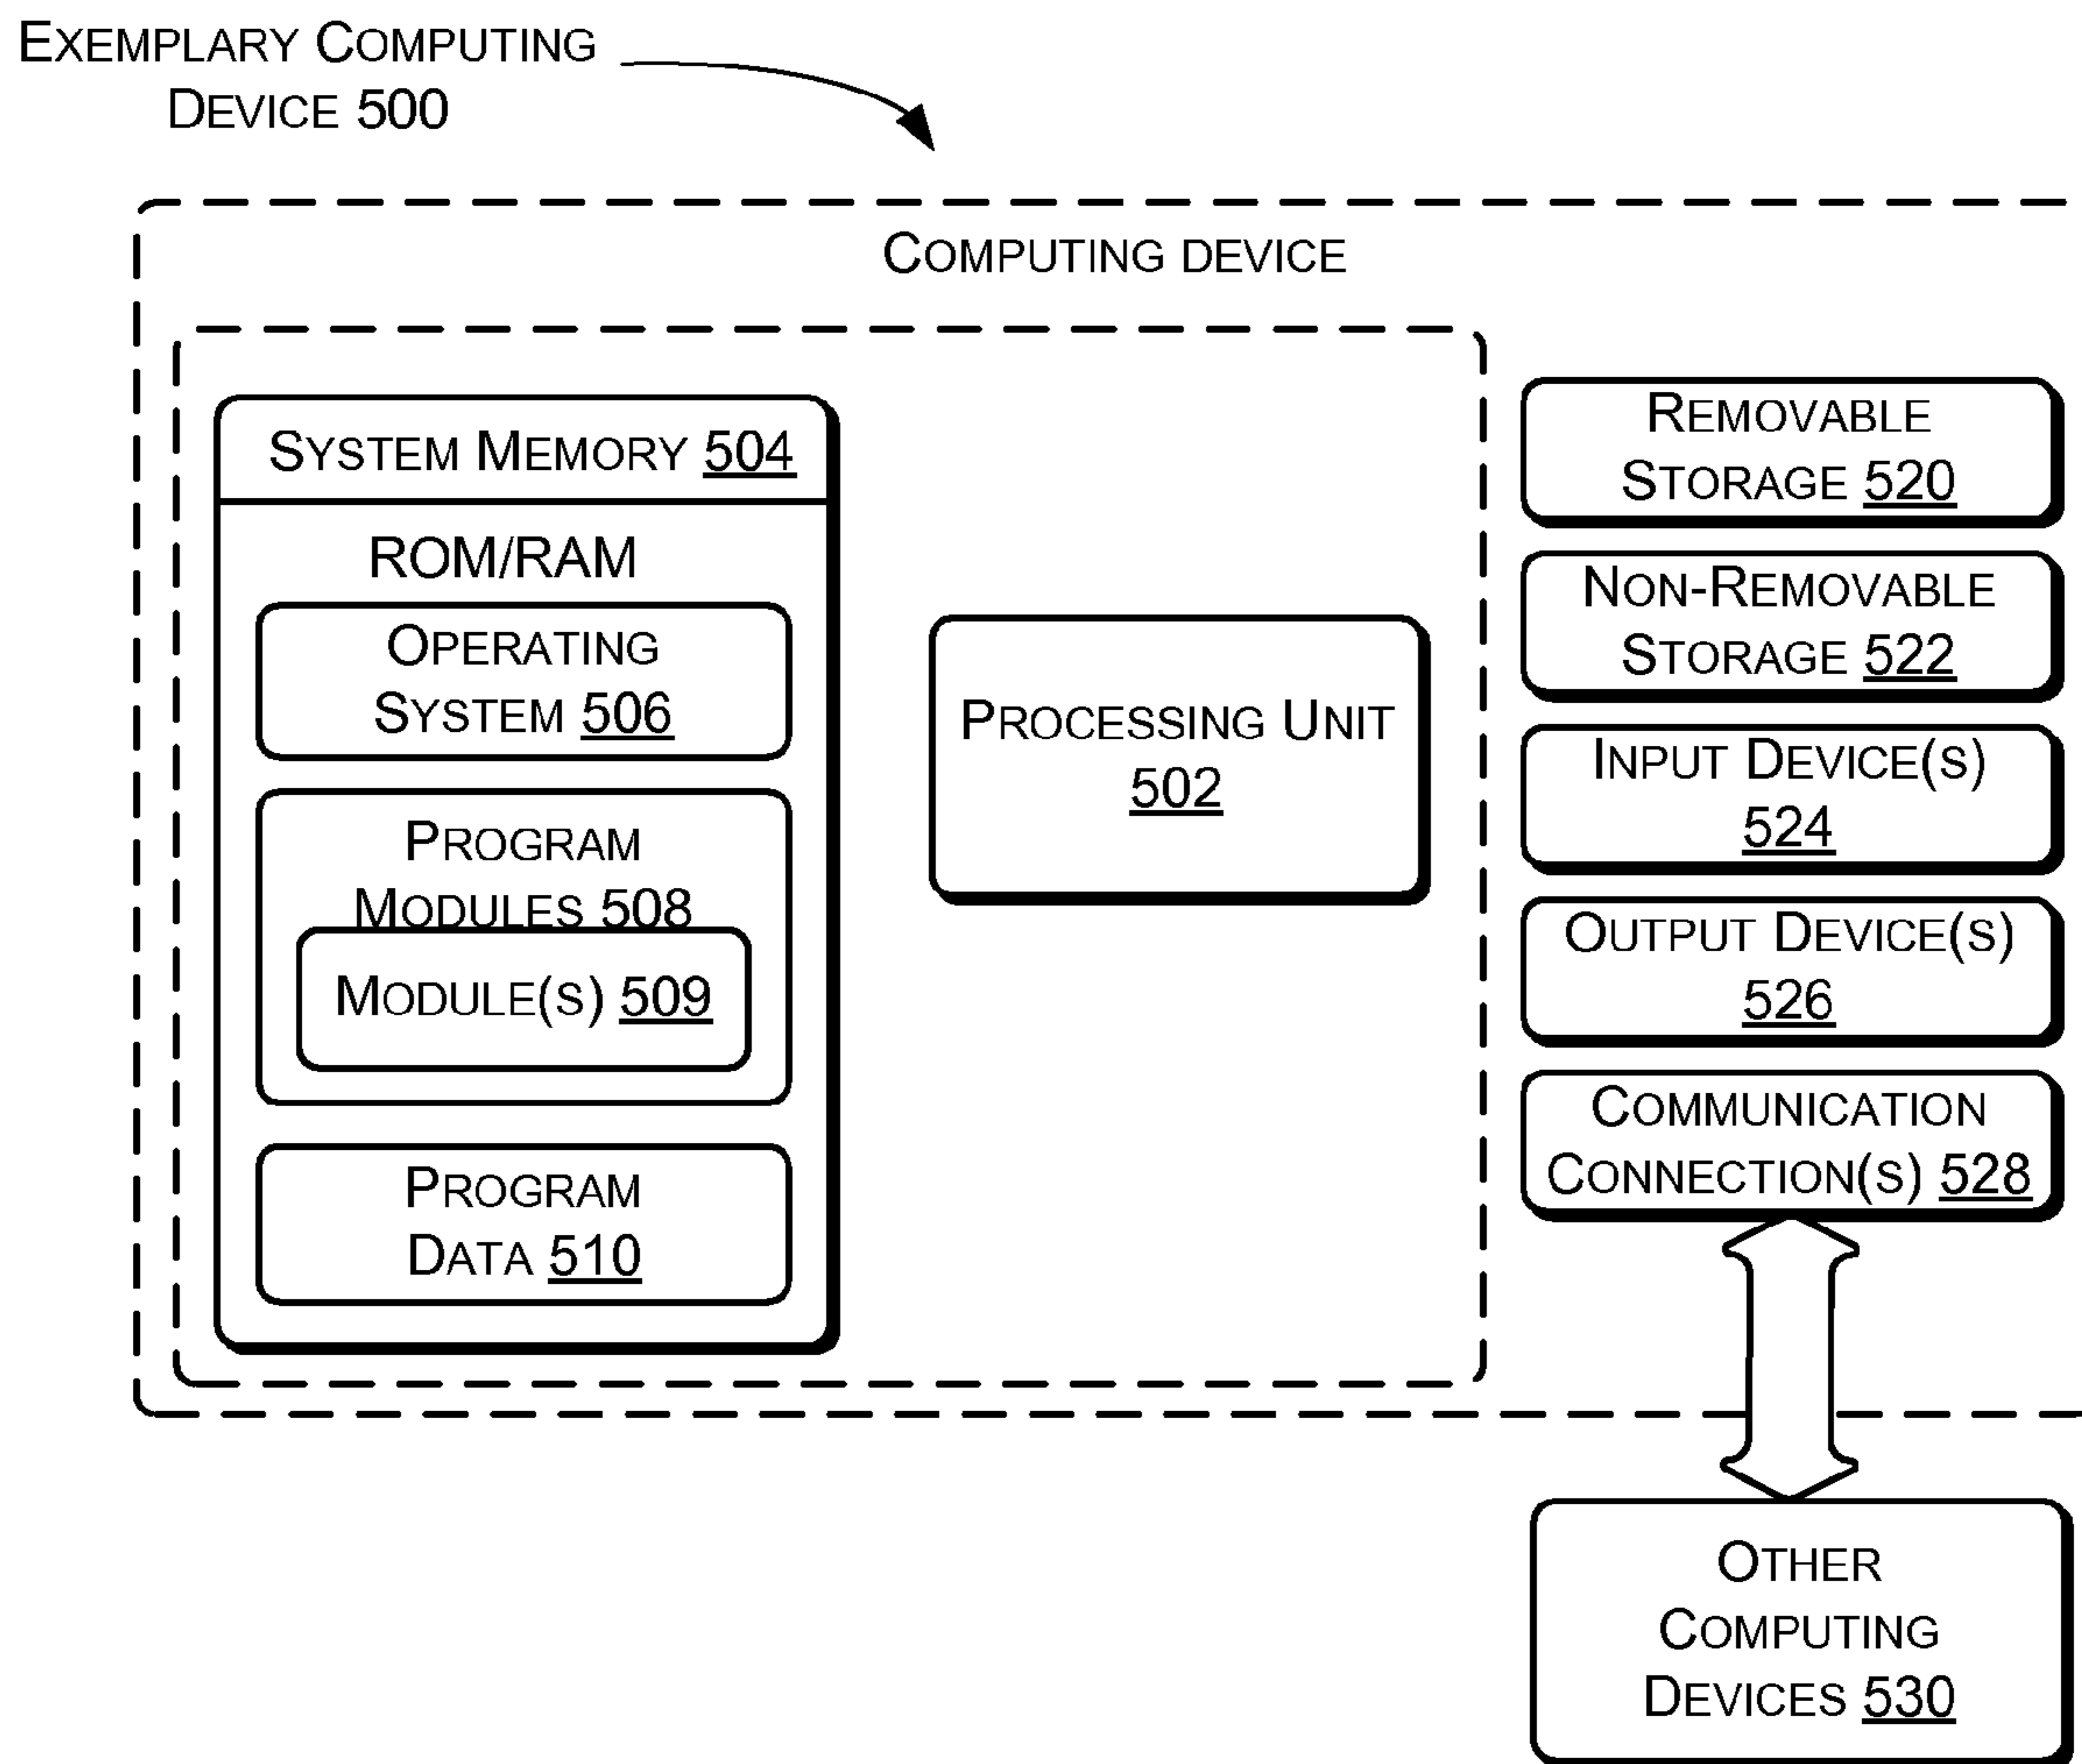 EXEMPLARY COMPUTING
DEVICE 500
COMPUTING DEVICE
SYSTEM MEMORY 504
ROM/RAM
OPERATING
SYSTEM 506
PROGRAM
MODULES 508
MODULE(S) 509
PROGRAM
DATA 510
PROCESSING UNIT
502
REMOVABLE
STORAGE 520
NON-REMOVABLE
STORAGE 522
INPUT DEVICE(S)
524
OUTPUT DEVICE(S)
526
COMMUNICATION
CONNECTION(S) 528
OTHER
COMPUTING
DEVICES 530